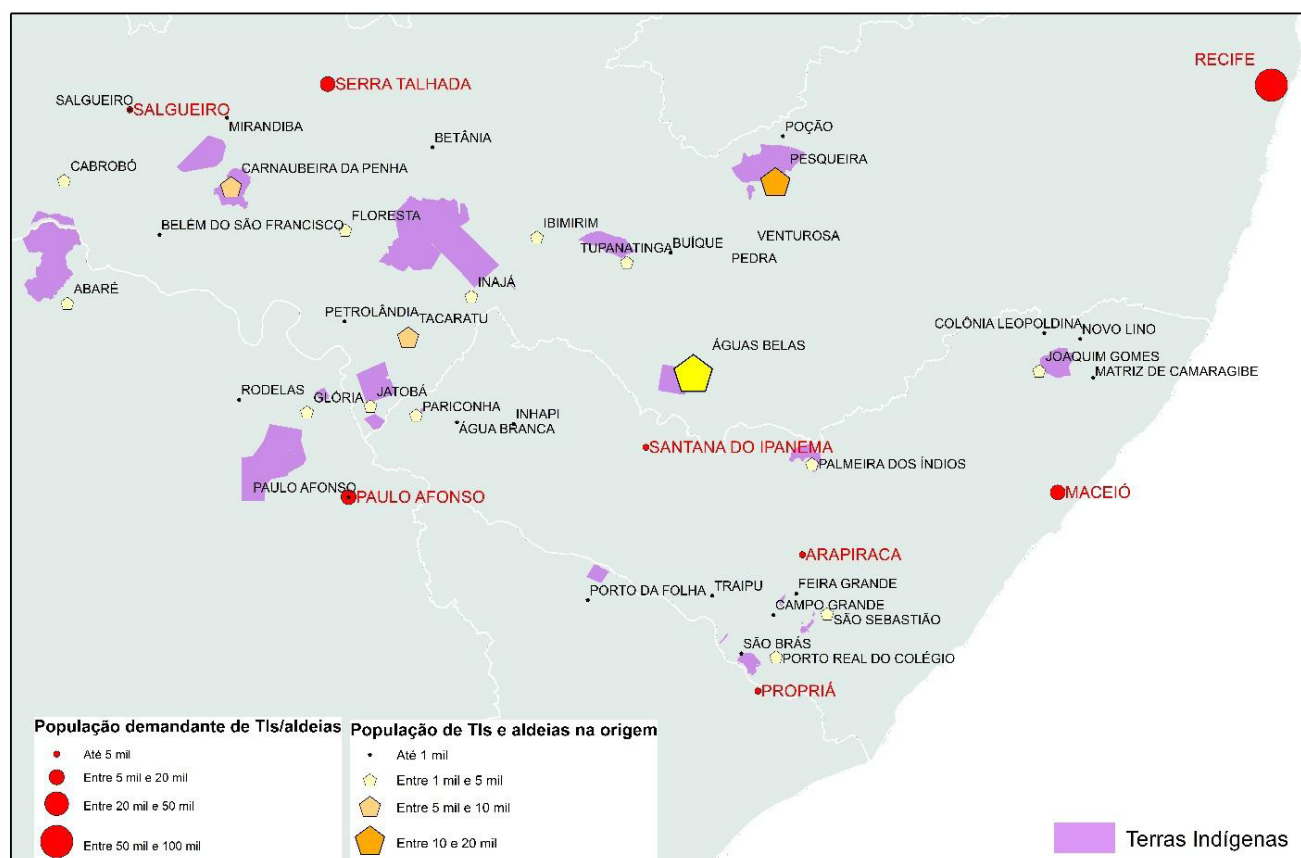 RECIFE
SERRA TALHADA
SALGUEIRO
SALGUEIRO
MIRANDIBA
BETÂNIA
POÇÃO
PESQUEIRA
CABROBÓ
CARNAUBEIRA DA PENHA
BELÉM DO SÃO FRANCISCO
FLORESTA
IBIMIRIM
TUPANATINGA
BUÍQUE
VENTUROSA
PEDRA
ABARÉ
INAJÁ
PETROLÂNDIA
TACARATU
COLÔNIA LEOPOLDINA
NOVO LINO
ÁGUAS BELAS
JOAQUIM GOMES
MATRIZ DE CAMARAGIBE
RODELAS
GLÓRIA
JATOBÁ
PARICONHA
INHAPI
ÁGUA BRANCA
SANTANA DO IPANEMA
PALMEIRA DOS ÍNDIOS
PAULO AFONSO
PAULO AFONSO
MACEIÓ
ARAPIRACA
PORTO DA FOLHA
TRAIPU
FEIRA GRANDE
CAMPO GRANDE
SÃO SEBASTIÃO
SÃO BRÁS
PORTO REAL DO COLÉGIO
PROPRIÁ
População demandante de TIs/aldeias
Até 5 mil
Entre 5 mil e 20 mil
Entre 20 mil e 50 mil
Entre 50 mil e 100 mil
População de TIs e aldeias na origem
Até 1 mil
Entre 1 mil e 5 mil
Entre 5 mil e 10 mil
Entre 10 e 20 mil
Terras Indígenas